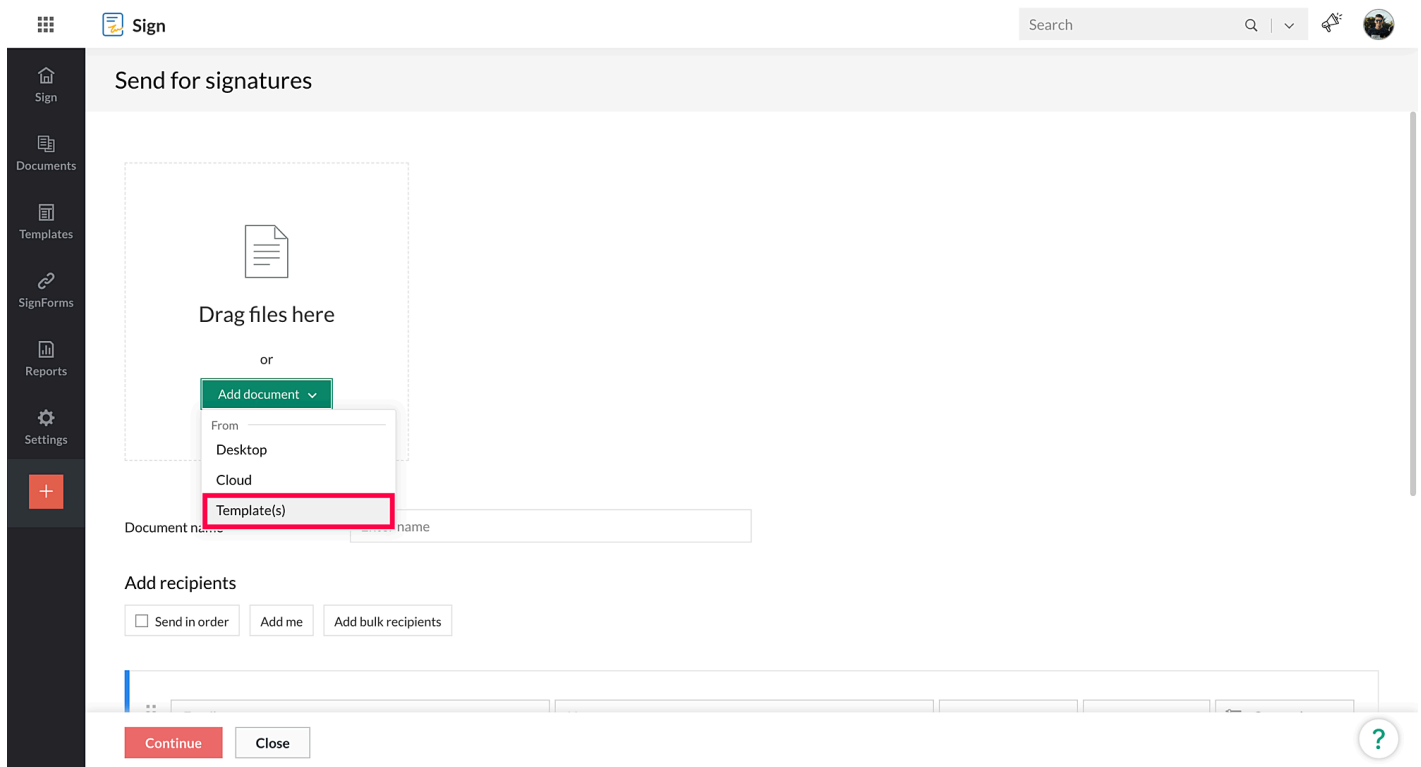 Sign
Search
Sign
Documents
Templates
SignForms
Reports
Settings
Send for signatures
Drag files here
or
Add document
From
Desktop
Cloud
Template(s)
Document name
name
Add recipients
Send in order
Add me
Add bulk recipients
Continue
Close
?